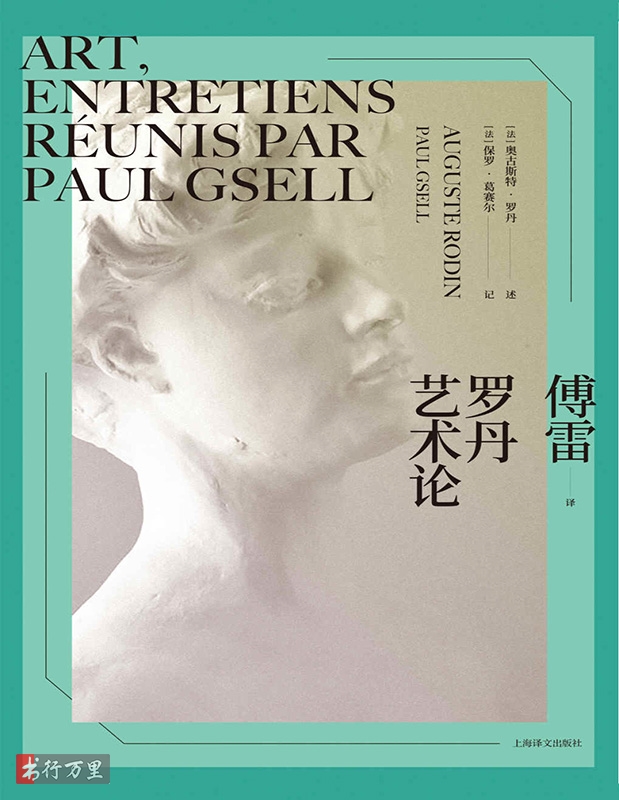 ART,
ENTRETIENS
RÉUNIS PAR
PAUL GSELL
[法]奥古斯特·罗丹——述
[法]保罗·葛赛尔——记
AUGUSTE RODIN
PAUL GSELL
傅雷——译
罗丹
艺术论
上海译文出版社
书行万里